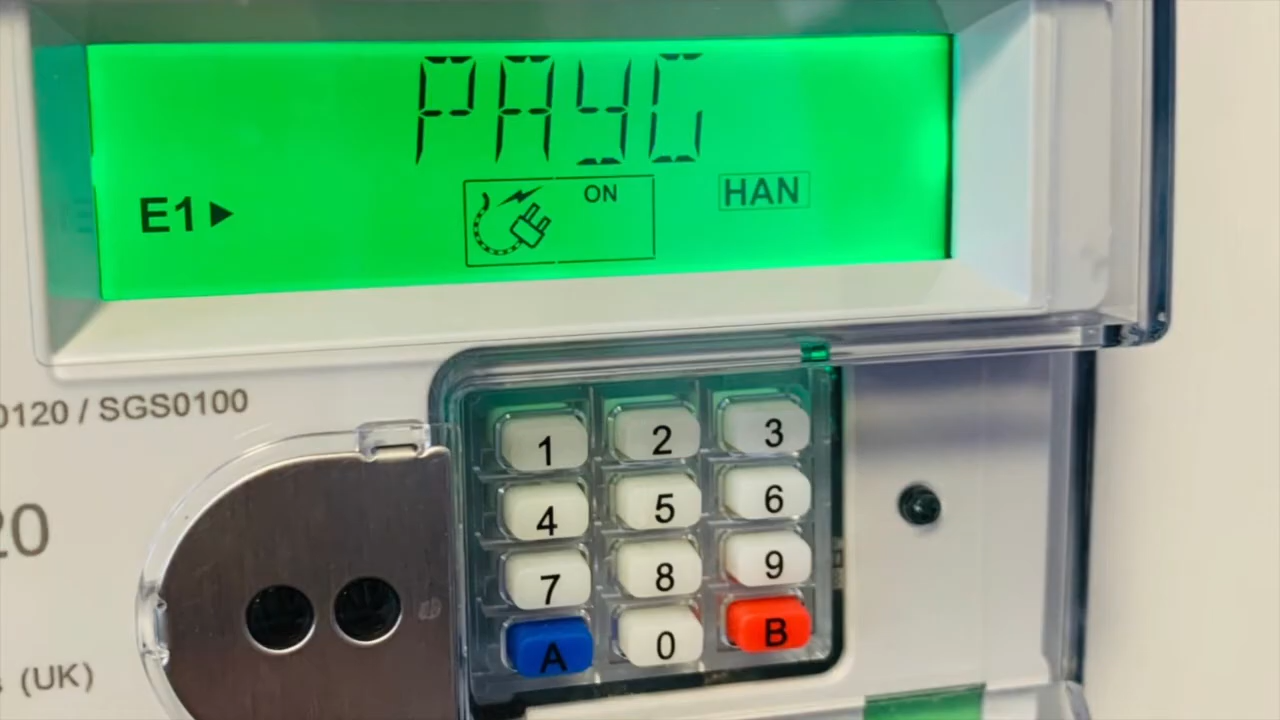 PAYG
ON
HAN
E1▶
0120 / SGS0100
1 2 3
4 5 6
20
7 8 9
A 0 B
(UK)